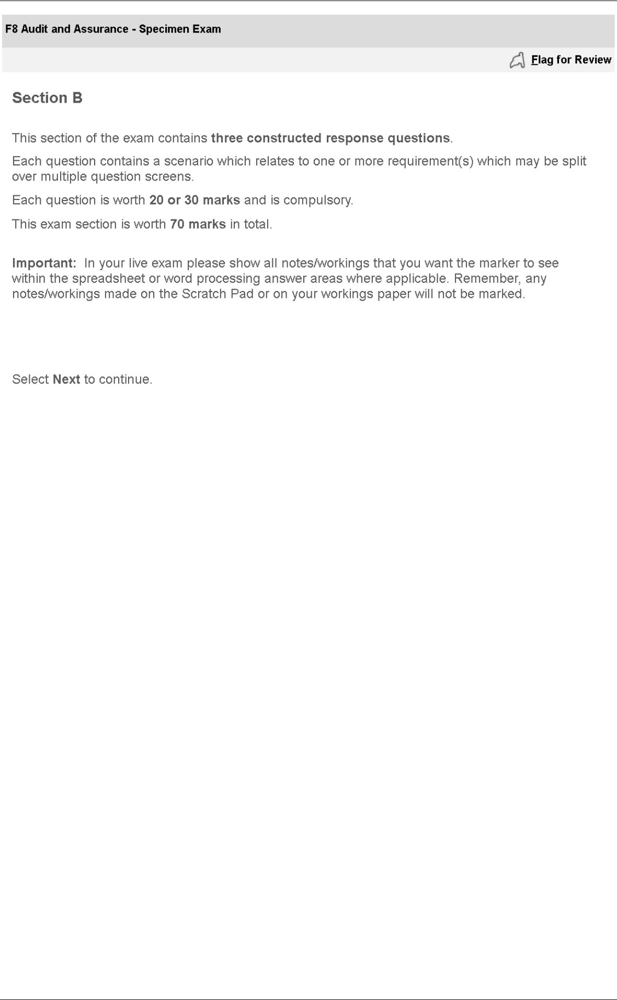 F8 Audit and Assurance - Specimen Exam
Flag for Review
Section B
This section of the exam contains three constructed response questions.
Each question contains a scenario which relates to one or more requirement(s) which may be split
over multiple question screens.
Each question is worth 20 or 30 marks and is compulsory.
This exam section is worth 70 marks in total.
Important: In your live exam please show all notes/workings that you want the marker to see
within the spreadsheet or word processing answer areas where applicable. Remember, any
notes/workings made on the Scratch Pad or on your workings paper will not be marked.
Select Next to continue.